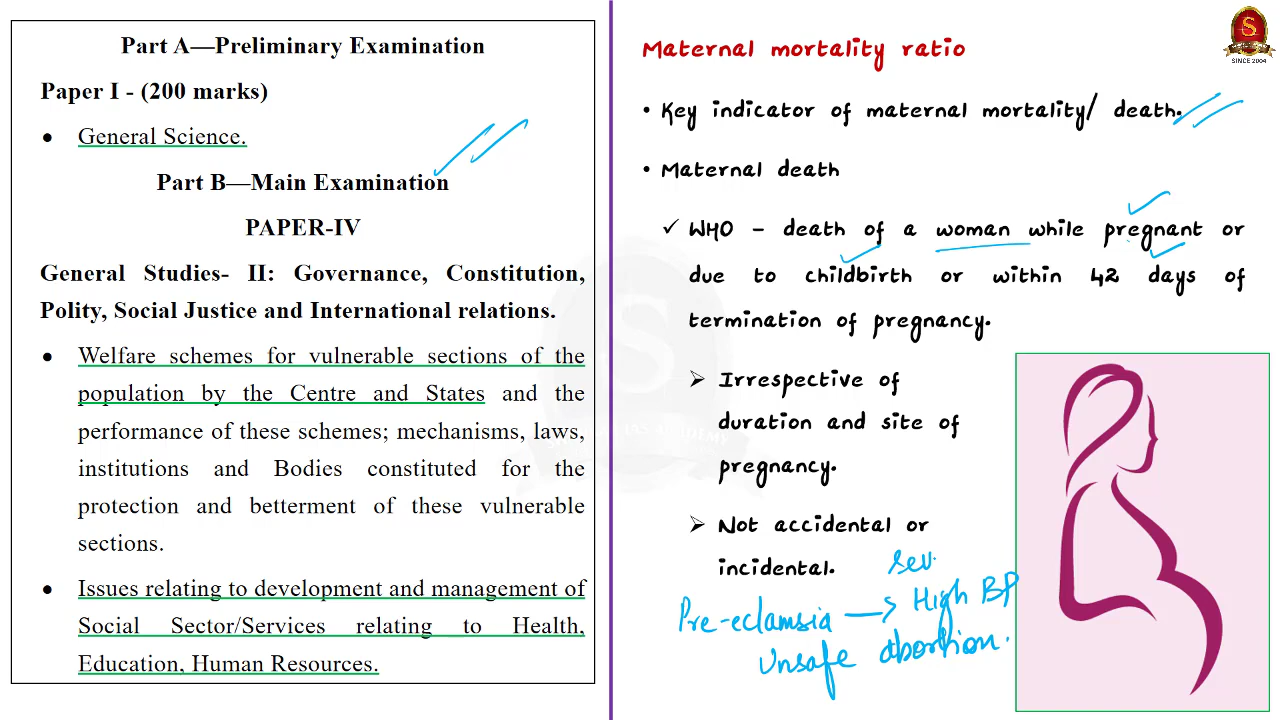 Part A—Preliminary Examination
Paper I - (200 marks)
● General Science.
Part B—Main Examination
PAPER-IV
General Studies- II: Governance, Constitution,
Polity, Social Justice and International relations.
● Welfare schemes for vulnerable sections of the
population by the Centre and States and the
performance of these schemes; mechanisms, laws,
institutions and Bodies constituted for the
protection and betterment of these vulnerable
sections.
● Issues relating to development and management of
Social Sector/Services relating to Health,
Education, Human Resources.
Maternal mortality ratio
• Key indicator of maternal mortality/ death.
• Maternal death
✓ WHO – death of a woman while pregnant or
due to childbirth or within 42 days of
termination of pregnancy.
➢ Irrespective of
duration and site of
pregnancy.
➢ Not accidental or
incidental.
sev.
Pre-eclamsia → High BP
Unsafe abortion.
S
SINCE 2004